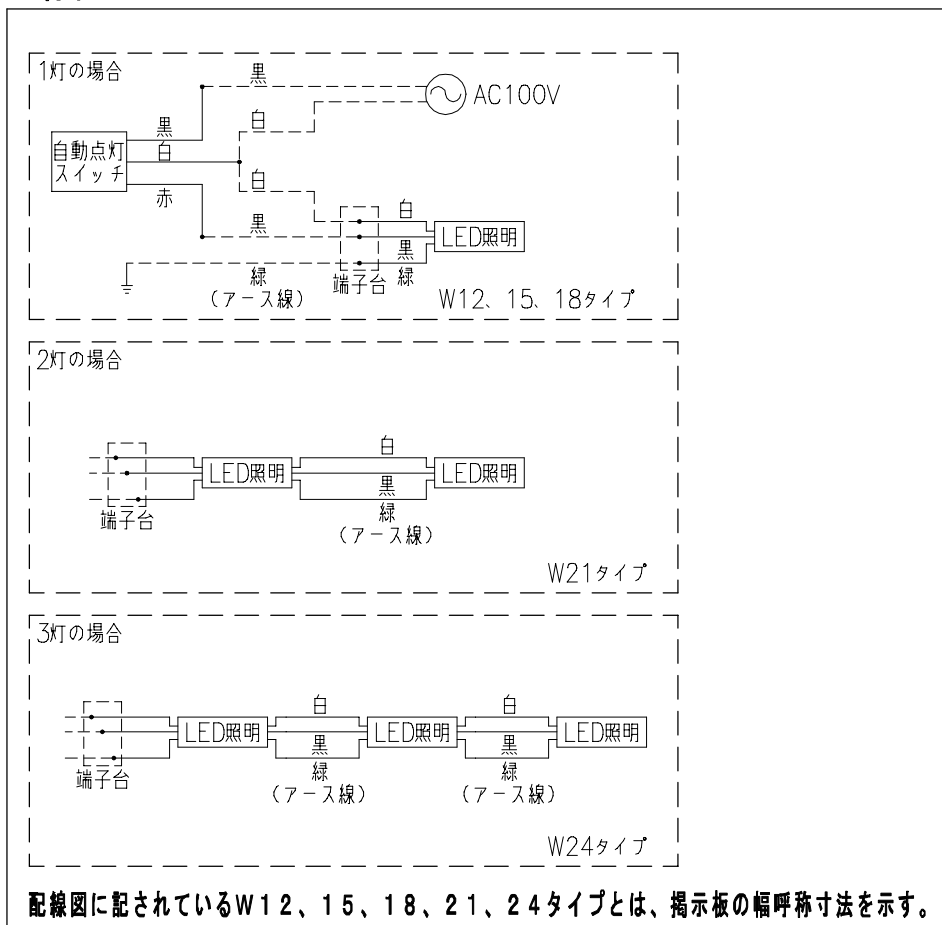 1灯の場合
黒
AC100V
白
黒
自動点灯
スイッチ
白
白
赤
白
黒
LED照明
黒
緑
(アース線)
端子台
緑
W12、15、18タイプ
2灯の場合
白
LED照明
LED照明
黒
端子台
緑
(アース線)
W21タイプ
3灯の場合
白
白
LED照明
LED照明
LED照明
黒
黒
端子台
緑
緑
(アース線)
(アース線)
W24タイプ
配線図に記されているW12、15、18、21、24タイプとは、掲示板の幅呼称寸法を示す。